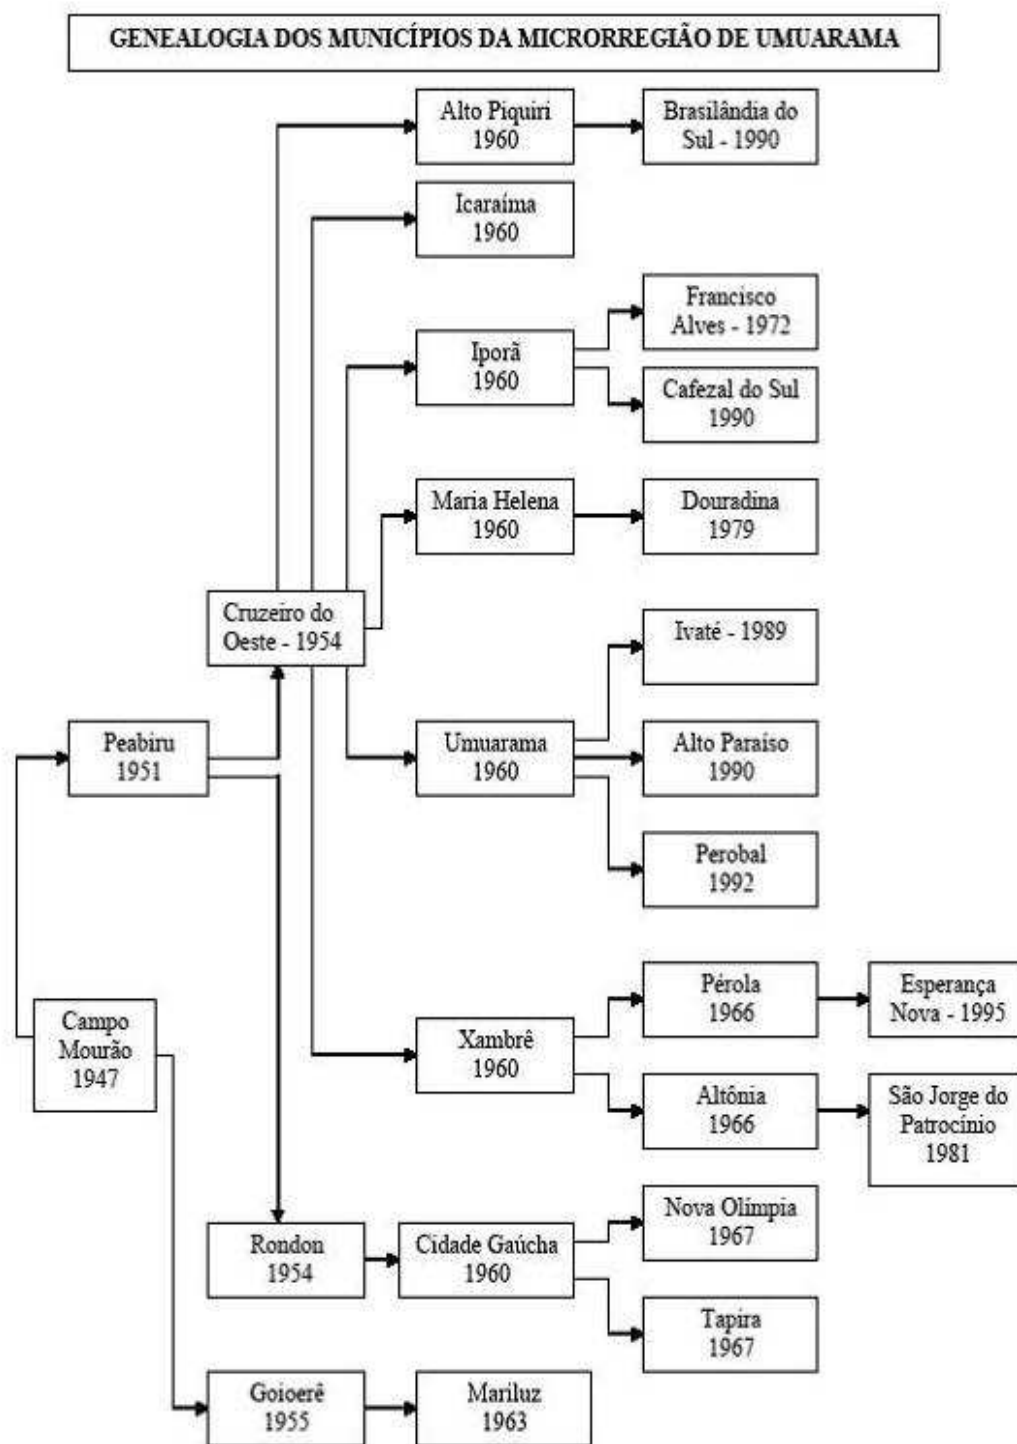 GENEALOGIA DOS MUNICÍPIOS DA MICRORREGIÃO DE UMUARAMA
Alto Piquiri
1960
Brasilândia do
Sul - 1990
Icaraíma
1960
Francisco
Alves - 1972
Iporã
1960
Cafezal do Sul
1990
Maria Helena
1960
Douradina
1979
Cruzeiro do
Oeste - 1954
Ivaté - 1989
Peabiru
1951
Umuarama
1960
Alto Paraíso
1990
Perobal
1992
Campo
Mourão
1947
Xambrê
1960
Pérola
1966
Esperança
Nova - 1995
Altônia
1966
São Jorge do
Patrocínio
1981
Rondon
1954
Cidade Gaúcha
1960
Nova Olímpia
1967
Tapira
1967
Goioerê
1955
Mariluz
1963